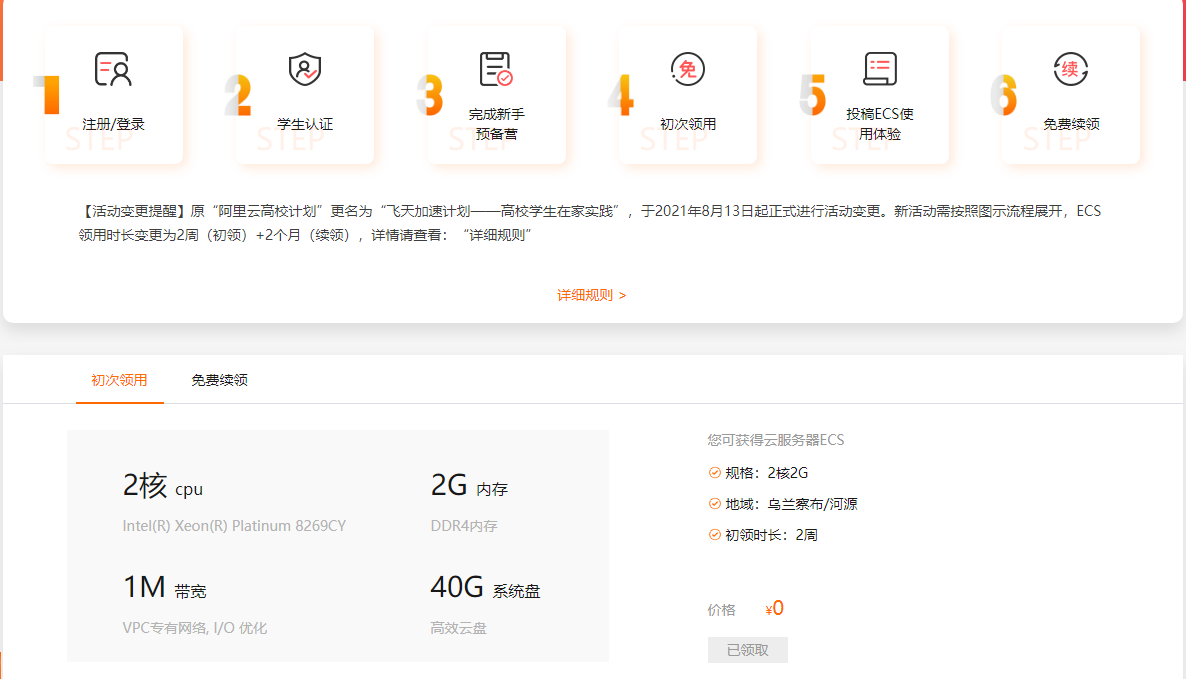 1
注册/登录
STEP
2
学生认证
STEP
3
完成新手
预备营
STEP
4
免
初次领用
STEP
5
投稿ECS使
用体验
STEP
6
续
免费续领
STEP
【活动变更提醒】原“阿里云高校计划”更名为“飞天加速计划——高校学生在家实践”，于2021年8月13日起正式进行活动变更。新活动需按照图示流程展开，ECS
领用时长变更为2周（初领）+2个月（续领），详情请查看：“详细规则”
详细规则 >
初次领用 免费续领
2核 cpu
Intel(R) Xeon(R) Platinum 8269CY
2G 内存
DDR4内存
1M 带宽
VPC专有网络, I/O 优化
40G 系统盘
高效云盘
您可获得云服务器ECS
规格：2核2G
地域：乌兰察布/河源
初领时长：2周
价格 ¥0
已领取